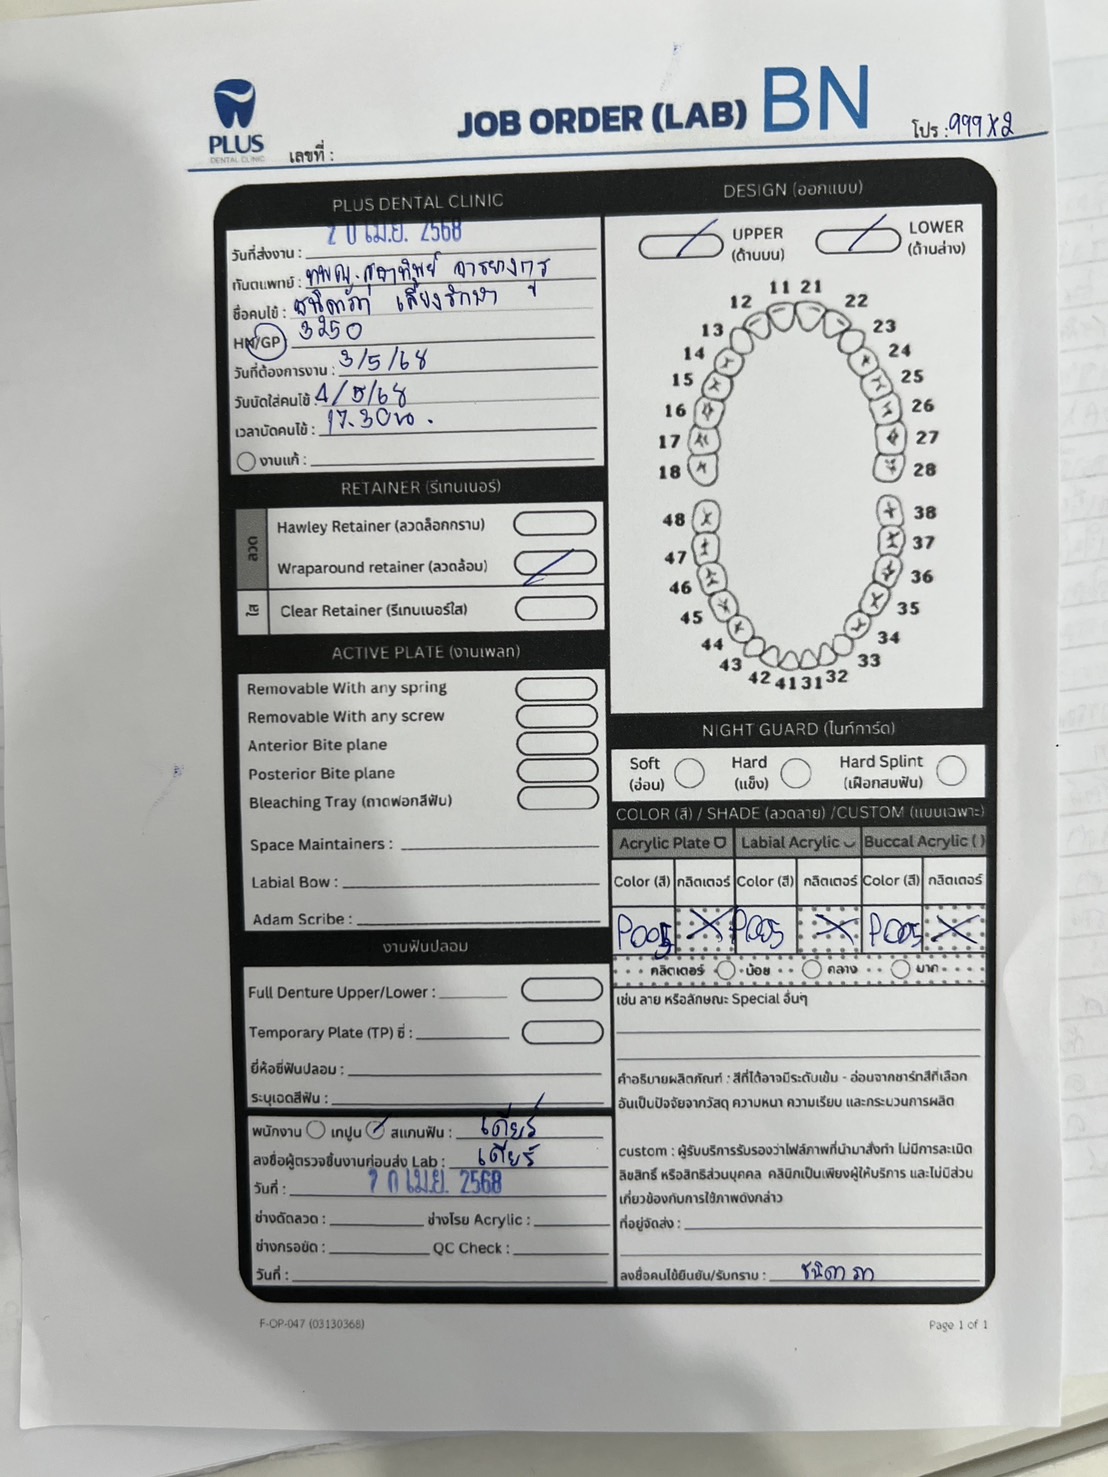 PLUS
DENTAL CLINIC
เลขที่ :
JOB ORDER (LAB) BN
โปร : 999 X 2
PLUS DENTAL CLINIC
วันที่ส่งงาน : 20 เม.ย. 2568
ทันตแพทย์ : ทพญ.
ชื่อคนไข้ : เสียงรักษา
HN/GP 3250
วันที่ต้องการงาน : 3/5/68
วันนัดใส่คนไข้ : 4/5/68
เวลานัดคนไข้ : 17.30 น.
งานแก้ :
RETAINER (รีเทนเนอร์)
ลวด
Hawley Retainer (ลวดล็อกกราม)
Wraparound retainer (ลวดล้อม)
ใส
Clear Retainer (รีเทนเนอร์ใส)
ACTIVE PLATE (งานเพลท)
Removable With any spring
Removable With any screw
Anterior Bite plane
Posterior Bite plane
Bleaching Tray (ถาดฟอกสีฟัน)
Space Maintainers :
Labial Bow :
Adam Scribe :
งานฟันปลอม
Full Denture Upper/Lower :
Temporary Plate (TP) ซี่ :
ยี่ห้อซี่ฟันปลอม :
ระบุเฉดสีฟัน :
พนักงาน เทปูน สแกนฟัน : เดียร์
ลงชื่อผู้ตรวจชิ้นงานก่อนส่ง Lab : เดียร์
วันที่ : 20 เม.ย. 2568
ช่างดัดลวด : ช่างโรย Acrylic :
ช่างกรอขัด : QC Check :
วันที่ :
DESIGN (ออกแบบ)
UPPER
(ด้านบน)
LOWER
(ด้านล่าง)
11 21
12 22
13 23
14 24
15 25
16 26
17 27
18 28
48 38
47 37
46 36
45 35
44 34
43 33
42 41 31 32
NIGHT GUARD (ไนท์การ์ด)
Soft
(อ่อน)
Hard
(แข็ง)
Hard Splint
(เฝือกสบฟัน)
COLOR (สี) / SHADE (ลวดลาย) /CUSTOM (แบบเฉพาะ)
Acrylic Plate Labial Acrylic Buccal Acrylic ( )
Color (สี) กลิตเตอร์ Color (สี) กลิตเตอร์ Color (สี) กลิตเตอร์
P005 P005 P005
กลิตเตอร์ น้อย กลาง มาก
เช่น ลาย หรือลักษณะ Special อื่นๆ
คำอธิบายผลิตภัณฑ์ : สีที่ได้อาจมีระดับเข้ม - อ่อนจากชาร์ทสีที่เลือก
อันเป็นปัจจัยจากวัสดุ ความหนา ความเรียบ และกระบวนการผลิต
custom : ผู้รับบริการรับรองว่าไฟล์ภาพที่นำมาสั่งทำ ไม่มีการละเมิด
ลิขสิทธิ์ หรือสิทธิส่วนบุคคล คลินิกเป็นเพียงผู้ให้บริการ และไม่มีส่วน
เกี่ยวข้องกับการใช้ภาพดังกล่าว
ที่อยู่จัดส่ง :
ลงชื่อคนไข้ยืนยัน/รับทราบ : ชนิดาภา
F-OP-047 (03130368)
Page 1 of 1